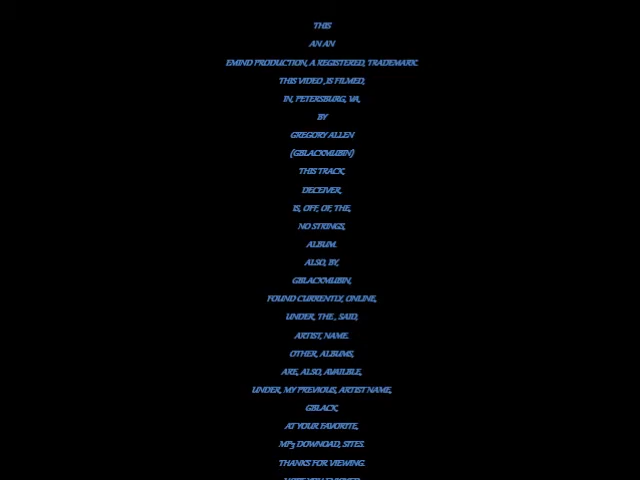 THIS
AN AN
EMIND PRODUCTION, A REGISTERED, TRADEMARK.
THIS VIDEO , IS FILMED,
IN, PETERSBURG, VA,
BY
GREGORY ALLEN
(GBLACKMUBIN)
THIS TRACK,
DECEIVER,
IS, OFF, OF, THE,
NO STRINGS,
ALBUM.
ALSO, BY,
GBLACKMUBIN,
FOUND CURRENTLY, ONLINE,
UNDER, THE , SAID,
ARTIST, NAME.
OTHER, ALBUMS,
ARE, ALSO, AVAILBLE,
UNDER, MY PREVIOUS, ARTIST NAME,
GBLACK,
AT YOUR FAVORITE,
MP3 DOWNOAD, SITES.
THANKS FOR VIEWING.